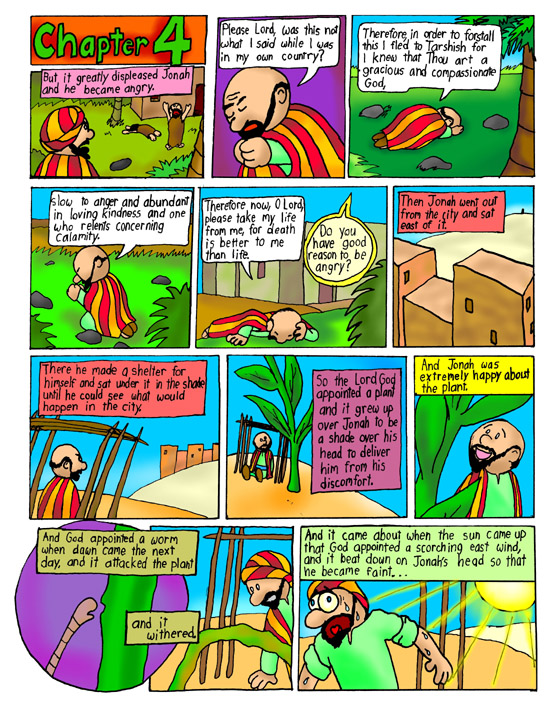 Chapter 4
But it greatly displeased Jonah
and he became angry.
Please Lord, was this not
what I said while I was
in my own country?
Therefore, in order to forstall
this I fled to Tarshish for
I knew that Thou art a
gracious and compassionate
God,
slow to anger and abundant
in loving kindness and one
who relents concerning
calamity.
Therefore now, O Lord,
please take my life
from me, for death
is better to me
than life.
Do you
have good
reason to be
angry?
Then Jonah went out
from the city and sat
east of it.
There he made a shelter for
himself and sat under it in the shade
until he could see what would
happen in the city.
So the Lord God
appointed a plant
and it grew up
over Jonah to be
a shade over his
head to deliver
him from his
discomfort.
And Jonah was
extremely happy about
the plant.
And God appointed a worm
when dawn came the next
day, and it attacked the plant
and it
withered.
And it came about when the sun came up
that God appointed a scorching east wind,
and it beat down on Jonah's head so that
he became faint...